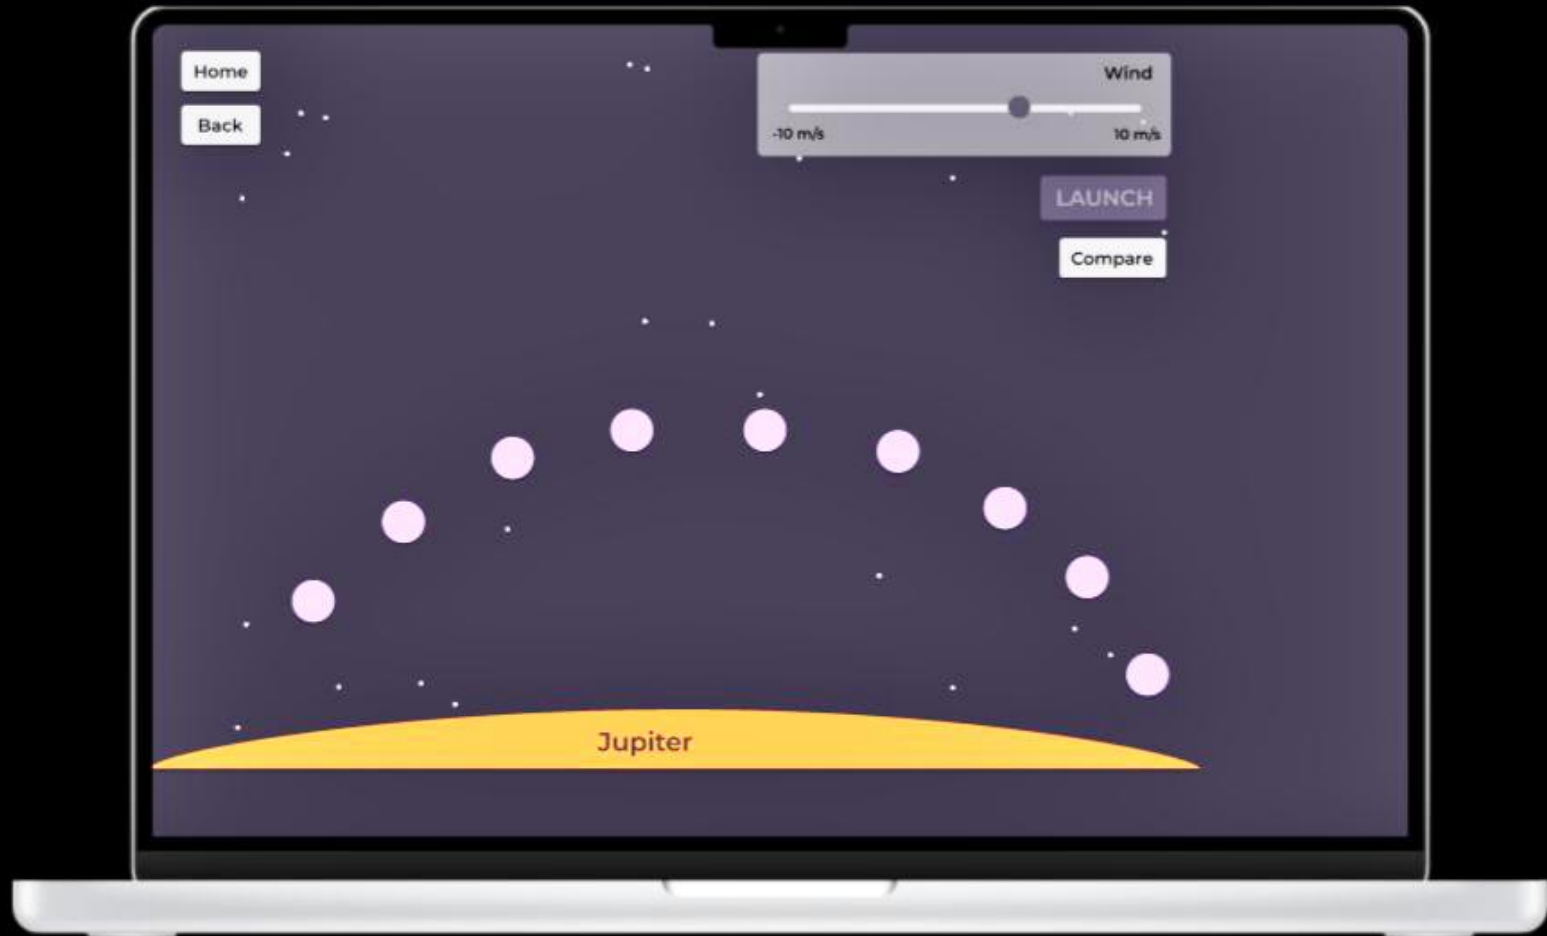 Home
Back
Wind
-10 m/s
10 m/s
LAUNCH
Compare
Jupiter